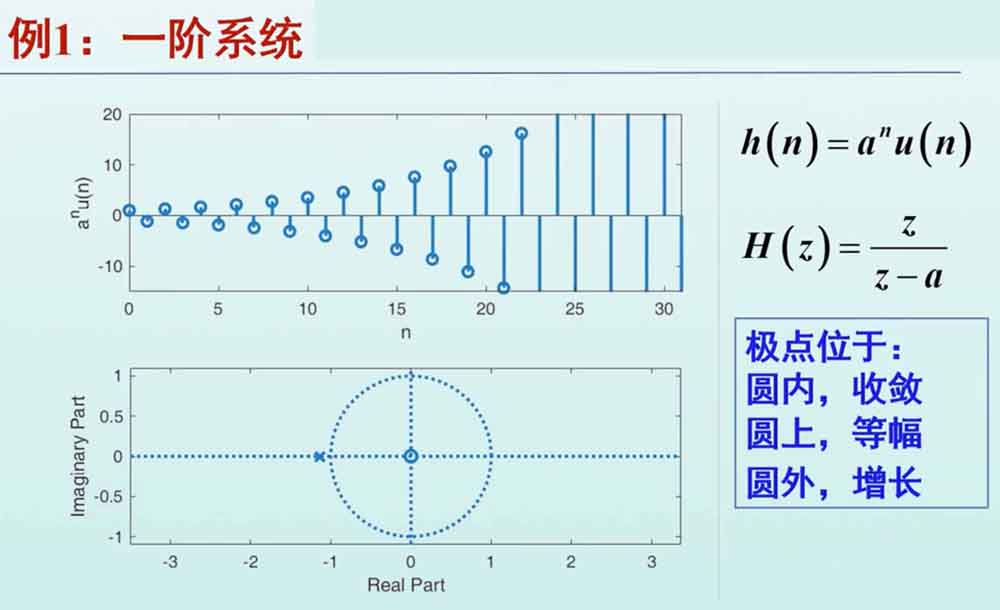 例1：一阶系统
20
10
0
-10
aⁿu(n)
0 5 10 15 20 25 30
n
1
0.5
0
-0.5
-1
Imaginary Part
-3 -2 -1 0 1 2 3
Real Part
h(n)=aⁿu(n)
H(z)=z/(z-a)
极点位于：
圆内，收敛
圆上，等幅
圆外，增长